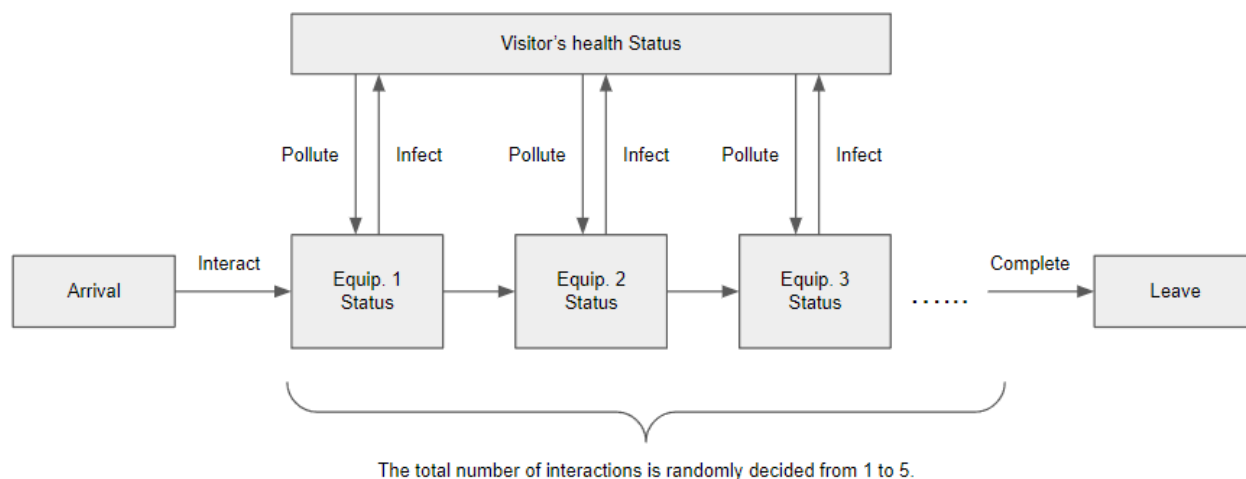 Visitor's health Status
Pollute
Infect
Pollute
Infect
Pollute
Infect
Arrival
Interact
Equip. 1
Status
Equip. 2
Status
Equip. 3
Status
......
Complete
Leave
The total number of interactions is randomly decided from 1 to 5.